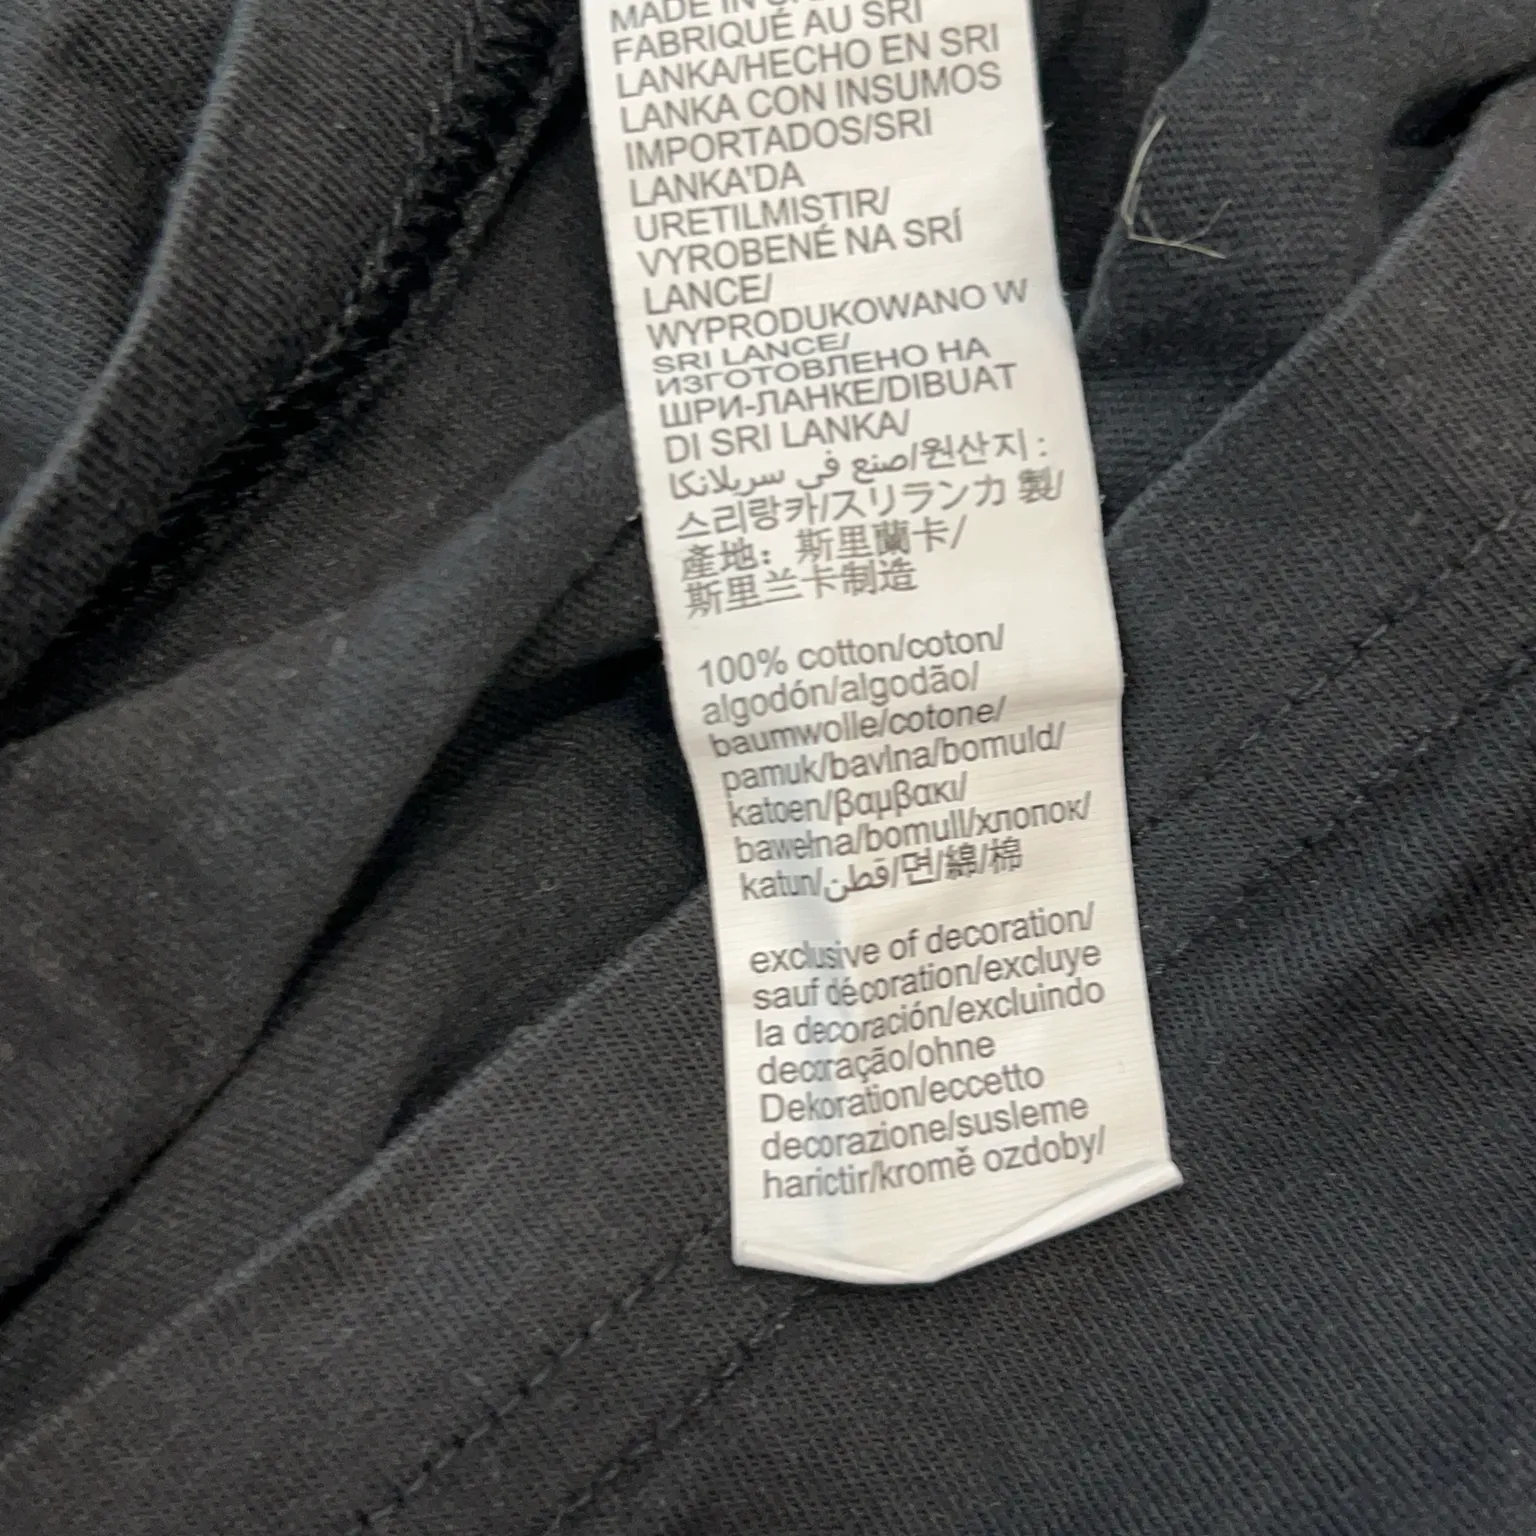 MADE IN
FABRIQUÉ AU SRI
LANKA/HECHO EN SRI
LANKA CON INSUMOS
IMPORTADOS/SRI
LANKA'DA
URETILMISTIR/
VYROBENÉ NA SRÍ
LANCE/
WYPRODUKOWANO W
SRI LANCE/
ИЗГОТОВЛЕНО НА
ШРИ-ЛАНКЕ/DIBUAT
DI SRI LANKA/
صنع في سريلانكا/원산지 :
스리랑카/スリランカ 製/
產地：斯里蘭卡/
斯里兰卡制造
100% cotton/coton/
algodón/algodão/
baumwolle/cotone/
pamuk/bavlna/bomuld/
katoen/βαμβακι/
bawełna/bomull/хлопок/
katun/قطن/면/綿/棉
exclusive of decoration/
sauf décoration/excluye
la decoración/excluindo
decoração/ohne
Dekoration/eccetto
decorazione/susleme
harictir/kromě ozdoby/